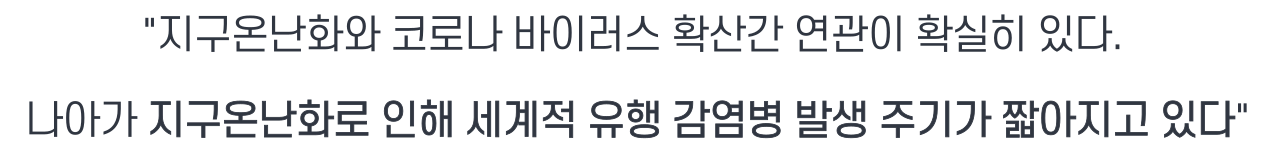 "지구온난화와 코로나 바이러스 확산간 연관이 확실히 있다.
나아가 지구온난화로 인해 세계적 유행 감염병 발생 주기가 짧아지고 있다"